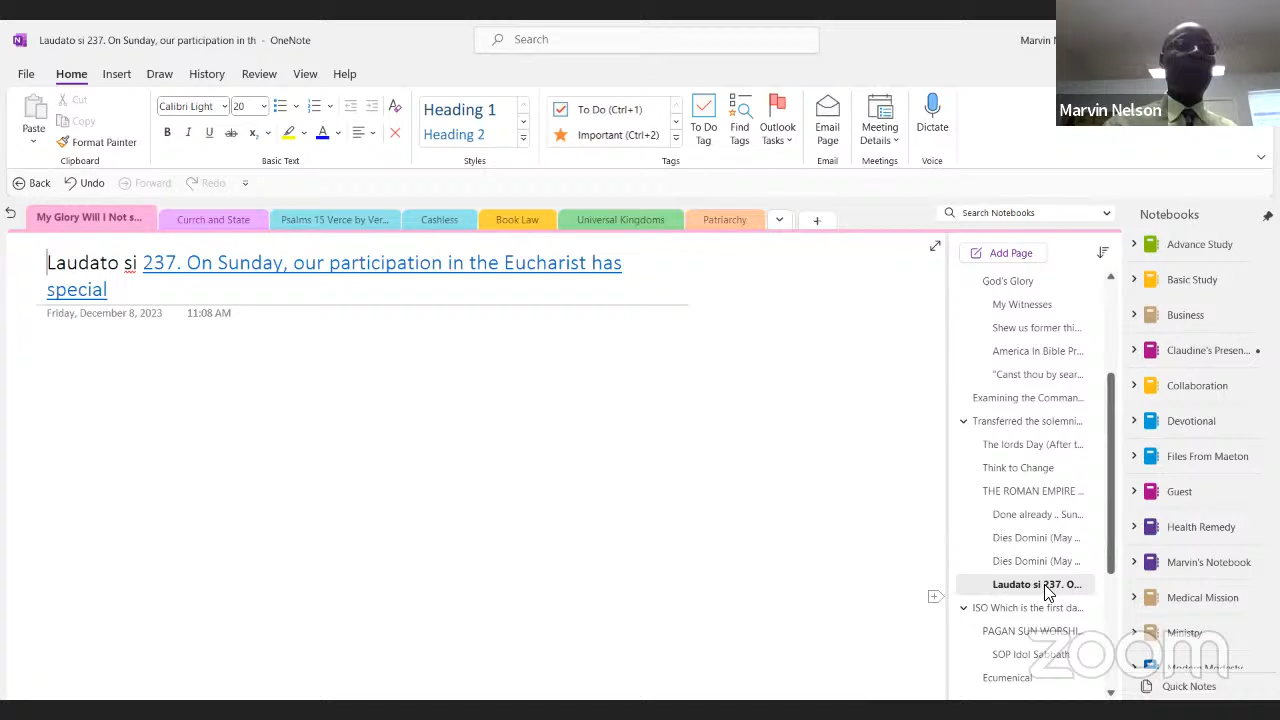 Laudato si 237. On Sunday, our participation in th - OneNote
Search
Marvin N
Marvin Nelson
File Home Insert Draw History Review View Help
Paste
Cut
Copy
Format Painter
Clipboard
Calibri Light 20
B I U ab x A
Basic Text
Heading 1
Heading 2
Styles
To Do (Ctrl+1)
Important (Ctrl+2)
To Do Tag
Find Tags
Outlook Tasks
Tags
Email Page
Email
Meeting Details
Meetings
Dictate
Voice
Back Undo Forward Redo
My Glory Will I Not s... Currch and State Psalms 15 Verce by Ver... Cashless Book Law Universal Kingdoms Patriarchy
Search Notebooks
Notebooks
Laudato si 237. On Sunday, our participation in the Eucharist has
special
Friday, December 8, 2023 11:08 AM
Add Page
God's Glory
My Witnesses
Shew us former thi...
America In Bible Pr...
"Canst thou by sear...
Examining the Comman...
Transferred the solemni...
The lords Day (After t...
Think to Change
THE ROMAN EMPIRE ...
Done already .. Sun...
Dies Domini (May ...
Dies Domini (May ...
Laudato si 237. O...
ISO Which is the first da...
PAGAN SUN WORSHI...
SOP Idol Sabbath
Ecumenical
Advance Study
Basic Study
Business
Claudine's Presen...
Collaboration
Devotional
Files From Maeton
Guest
Health Remedy
Marvin's Notebook
Medical Mission
Ministry
Modern Modesty
Quick Notes
zoom